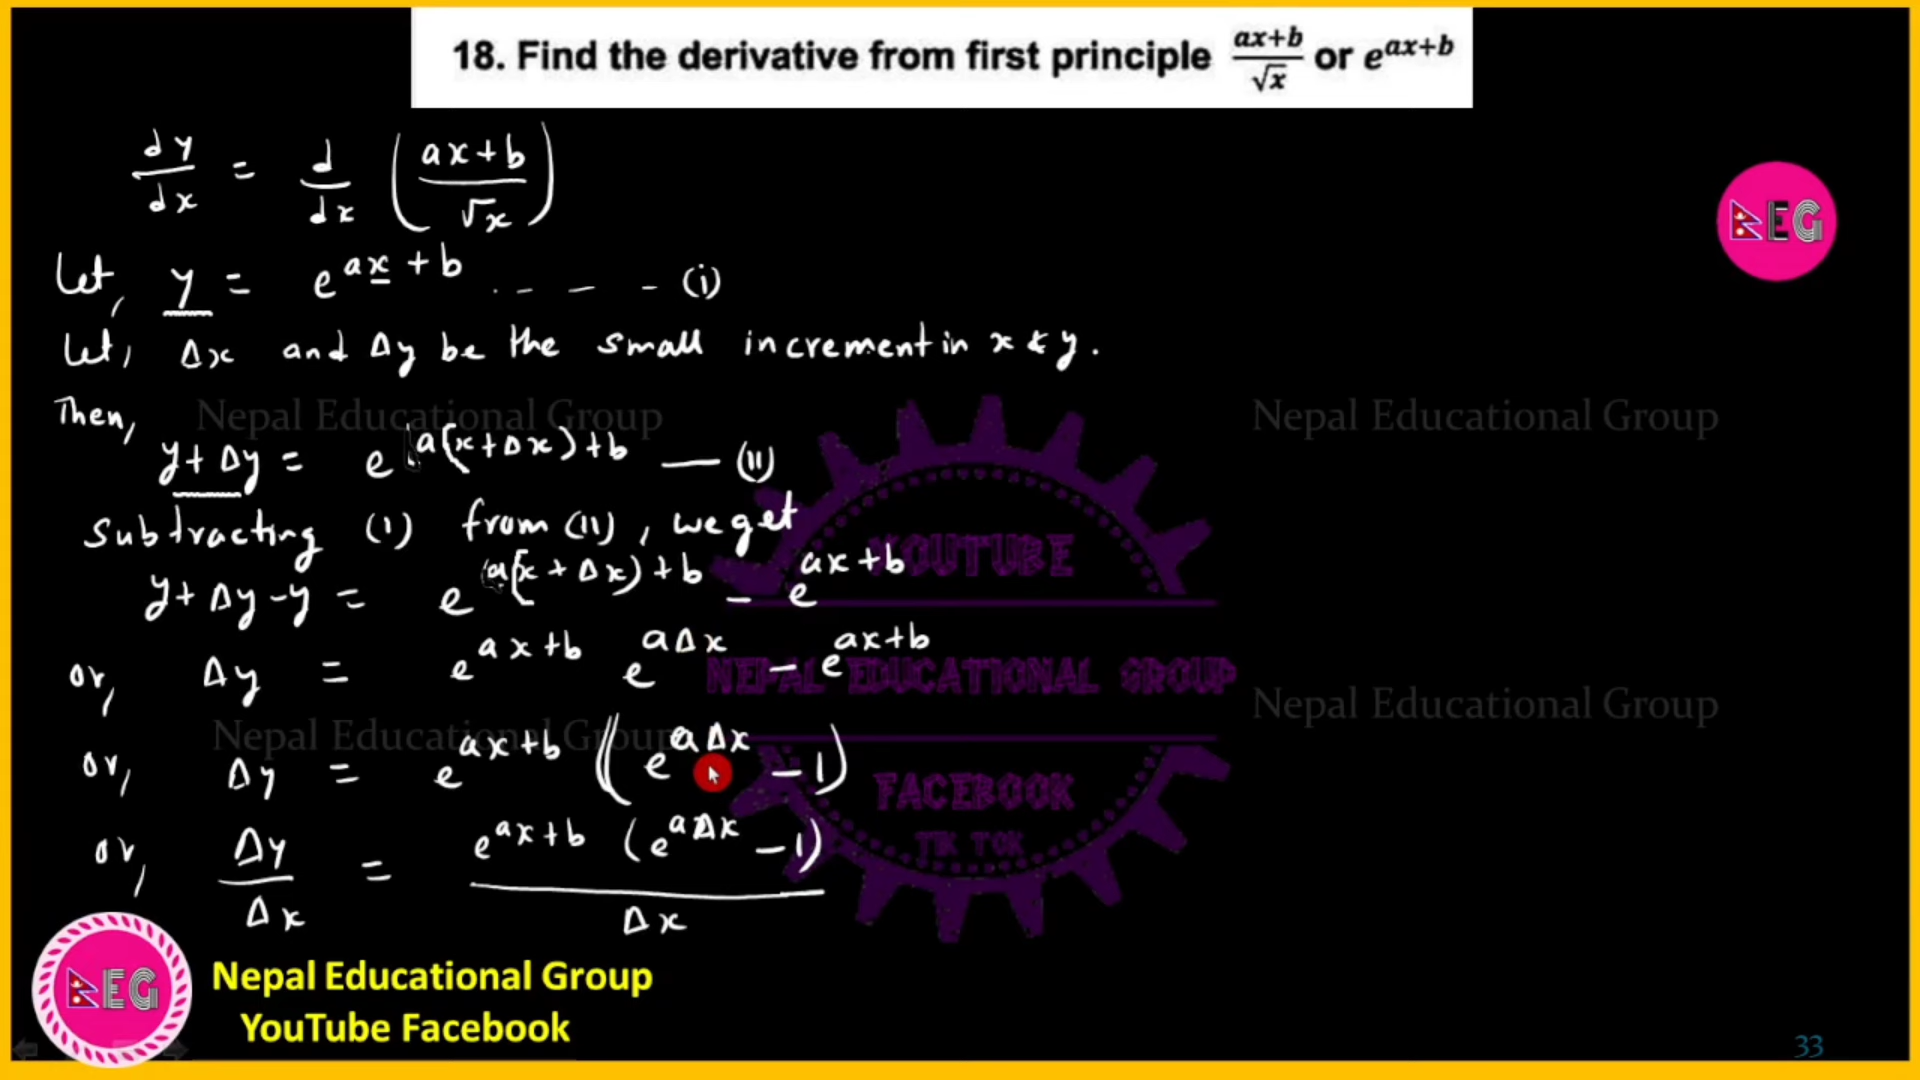 18. Find the derivative from first principle (ax+b)/√x or e^(ax+b)
dy/dx = d/dx ((ax+b)/√x)
EG
Let, y = e^(ax+b) . - - - (i)
Let, Δx and Δy be the small increment in x & y.
Then,
Nepal Educational Group
Nepal Educational Group
y+Δy = e^(a(x+Δx)+b) — (II)
Subtracting (1) from (11), we get
YOUTUBE
y+Δy-y = e^(a(x+Δx)+b) - e^(ax+b)
or, Δy = e^(ax+b) e^(aΔx) - e^(ax+b)
NEPAL EDUCATIONAL GROUP
Nepal Educational Group
Nepal Educational Group
or, Δy = e^(ax+b) (e^(aΔx) - 1)
FACEBOOK
TIK TOK
or, Δy/Δx = e^(ax+b) (e^(aΔx) - 1)/Δx
EG
Nepal Educational Group
YouTube Facebook
33